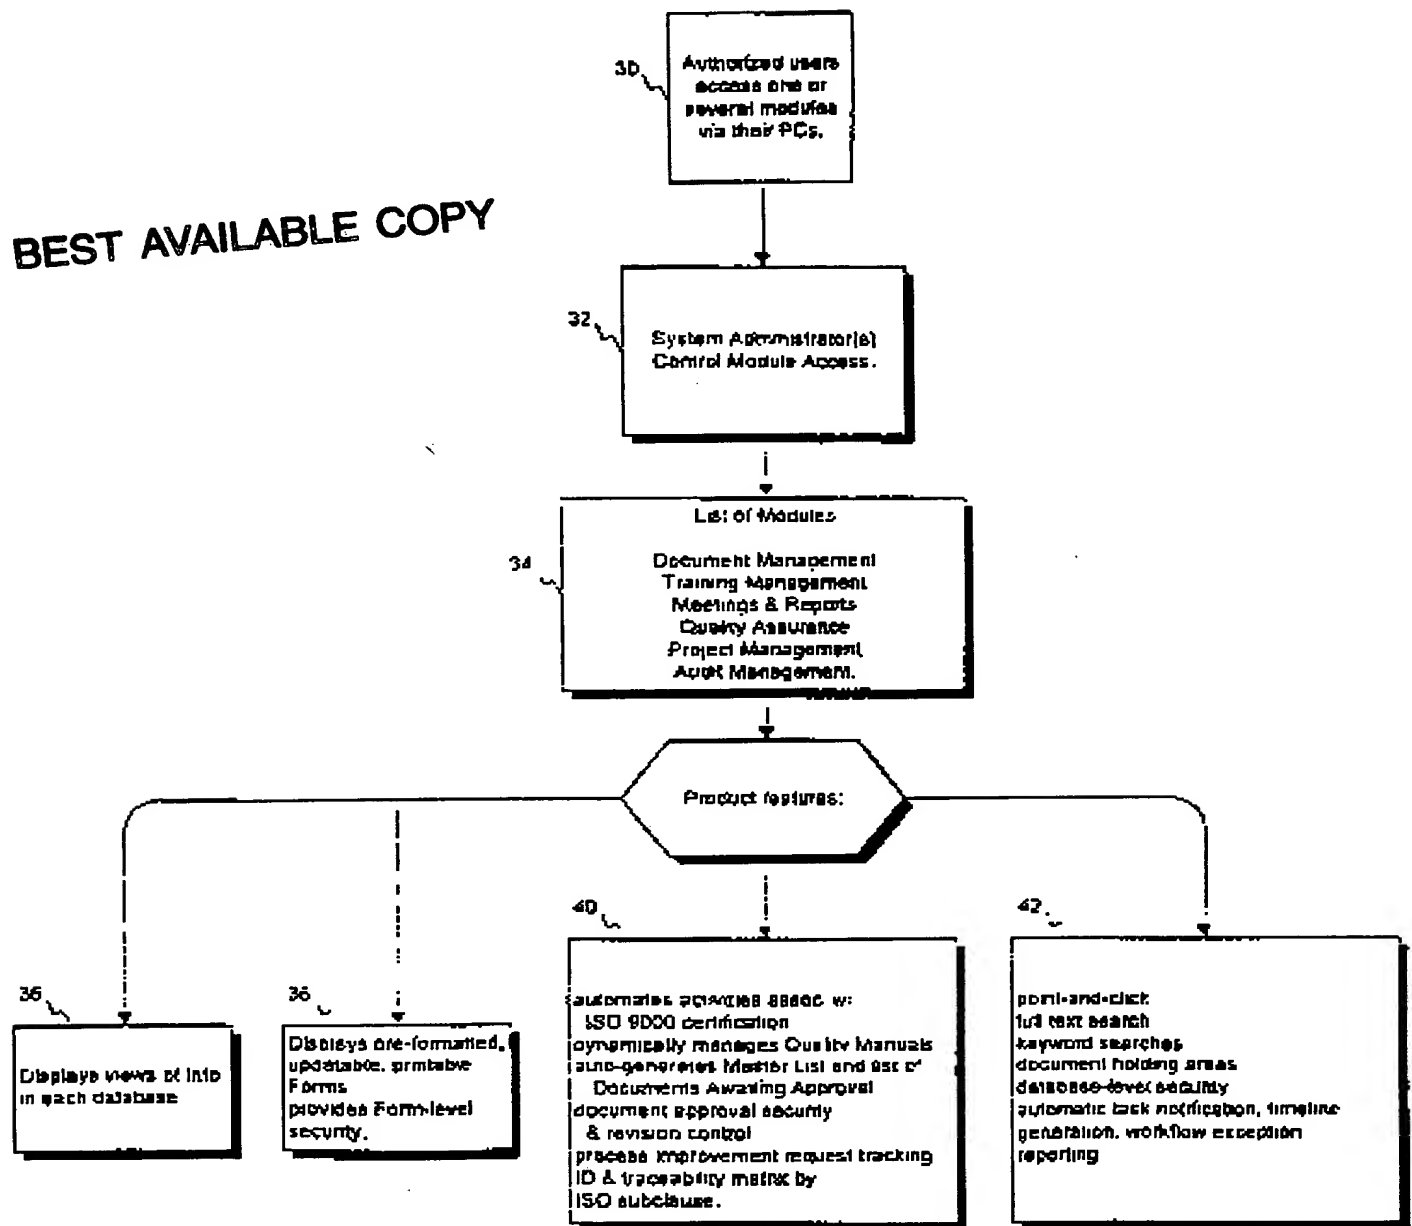 30
Authorized users
access one or
several modules
via their PCs.
BEST AVAILABLE COPY
32
System Administrator(s)
Control Module Access.
34
List of Modules
Document Management
Training Management
Meetings & Reports
Quality Assurance
Project Management
Audit Management.
Product features:
36
Displays views of info
in each database
38
Displays pre-formatted,
updatable, printable
Forms
provides Form-level
security.
40
automates activities assoc. w:
ISO 9000 certification
dynamically manages Quality Manuals
auto-generates Master List and list of
Documents Awaiting Approval
document approval security
& revision control
process improvement request tracking
ID & traceability matrix by
ISO subclause.
42
point-and-click
full text search
keyword searches
document holding areas
database-level security
automatic task notification, timeline
generation, workflow exception
reporting